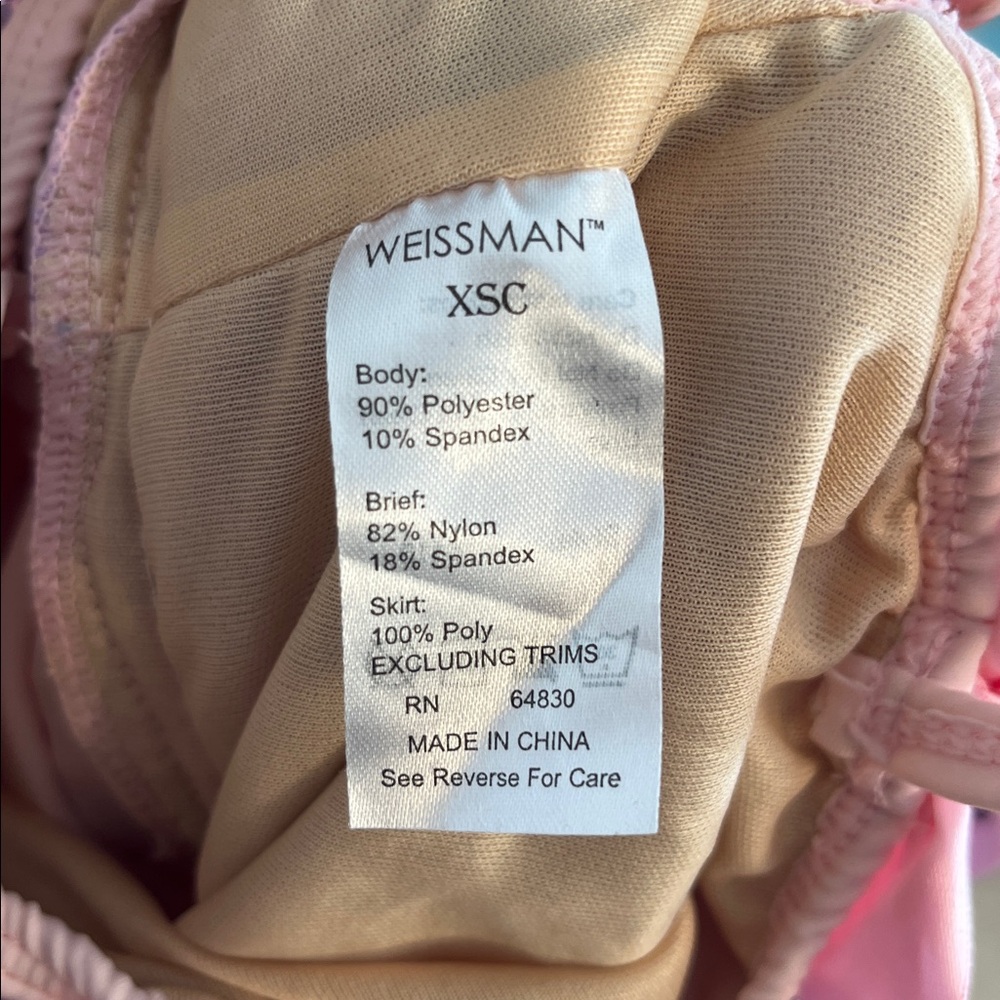 WEISSMAN™
XSC
Body:
90% Polyester
10% Spandex
Brief:
82% Nylon
18% Spandex
Skirt:
100% Poly
EXCLUDING TRIMS
RN 64830
MADE IN CHINA
See Reverse For Care